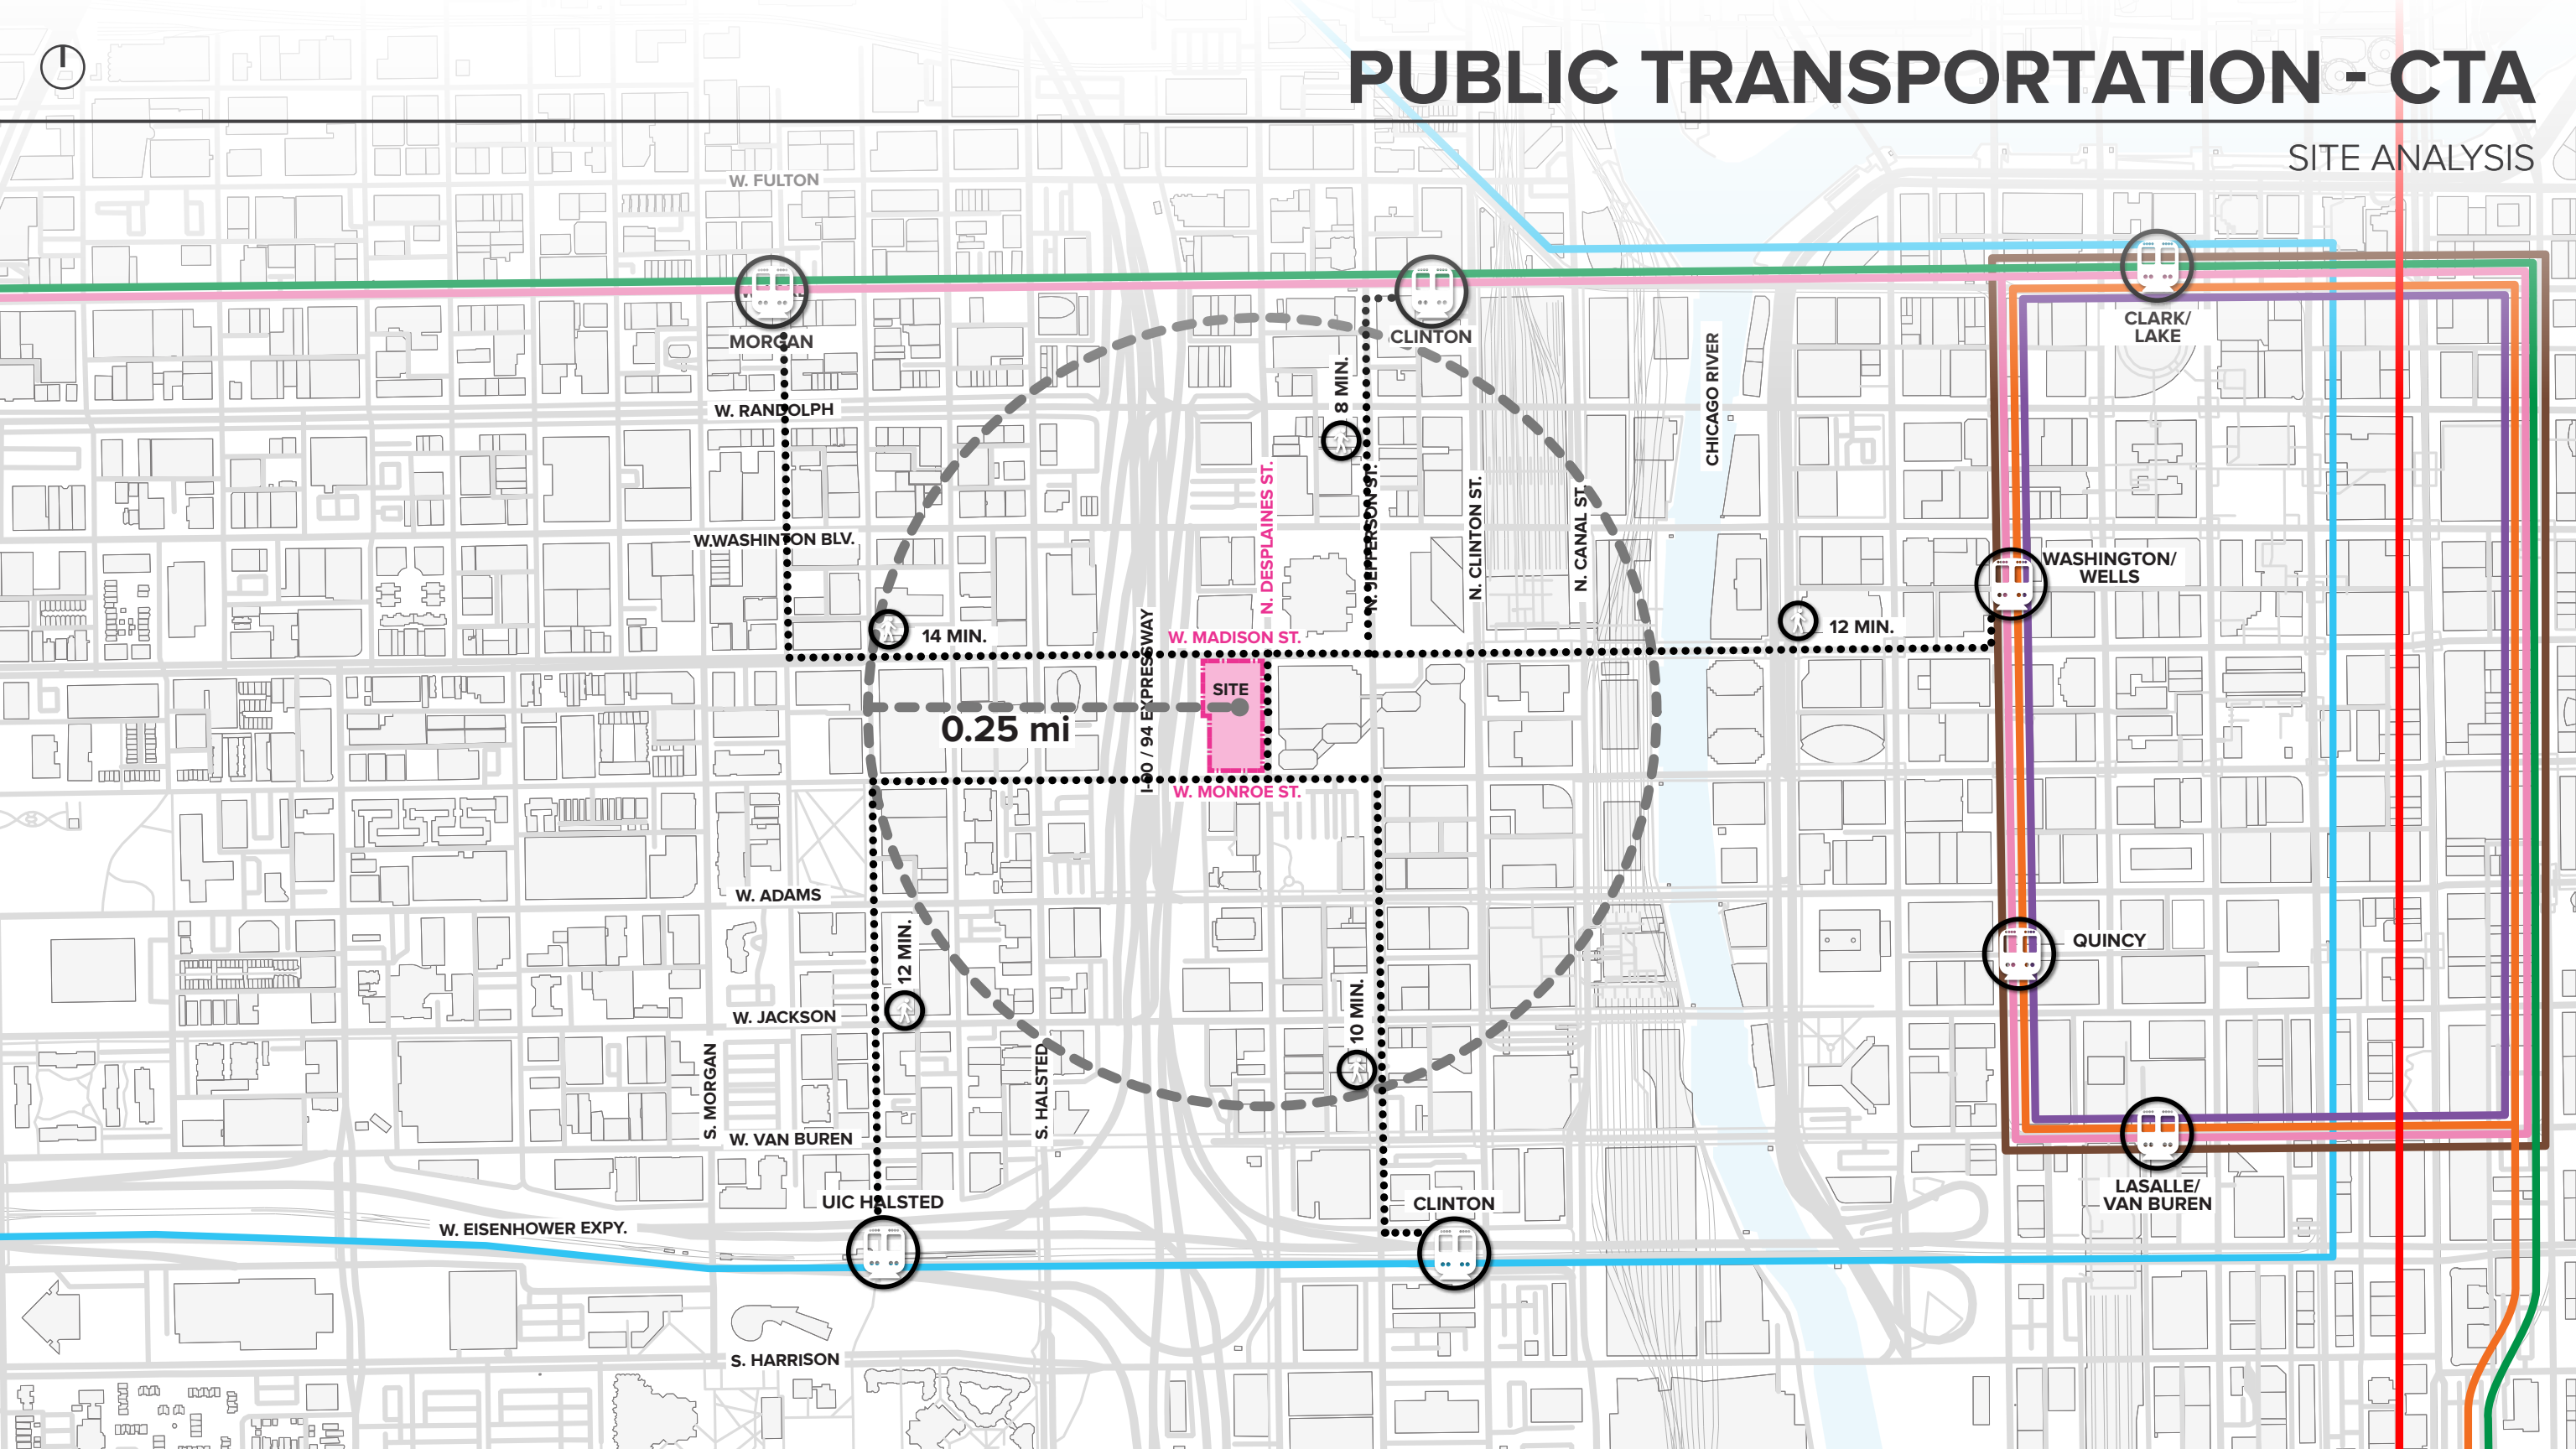 PUBLIC TRANSPORTATION - CTA
SITE ANALYSIS
W. FULTON
MORGAN
CLINTON
CLARK/
LAKE
8 MIN.
CHICAGO RIVER
W. RANDOLPH
N. DESPLAINES ST.
N. JEFFERSON ST.
N. CLINTON ST.
N. CANAL ST.
W.WASHINTON BLV.
WASHINGTON/
WELLS
14 MIN.
W. MADISON ST.
12 MIN.
I-90 / 94 EXPRESSWAY
SITE
0.25 mi
W. MONROE ST.
W. ADAMS
12 MIN.
QUINCY
W. JACKSON
10 MIN.
S. MORGAN
S. HALSTED
W. VAN BUREN
UIC HALSTED
CLINTON
LASALLE/
VAN BUREN
W. EISENHOWER EXPY.
S. HARRISON